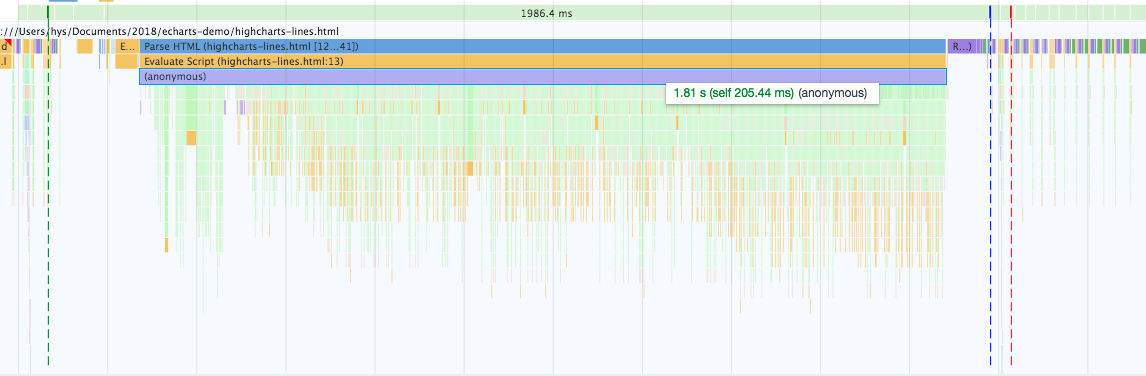 1986.4 ms
:///Users/hys/Documents/2018/echarts-demo/highcharts-lines.html
d
E...
Parse HTML (highcharts-lines.html [12...41])
R...)
.l
Evaluate Script (highcharts-lines.html:13)
(anonymous)
1.81 s (self 205.44 ms) (anonymous)